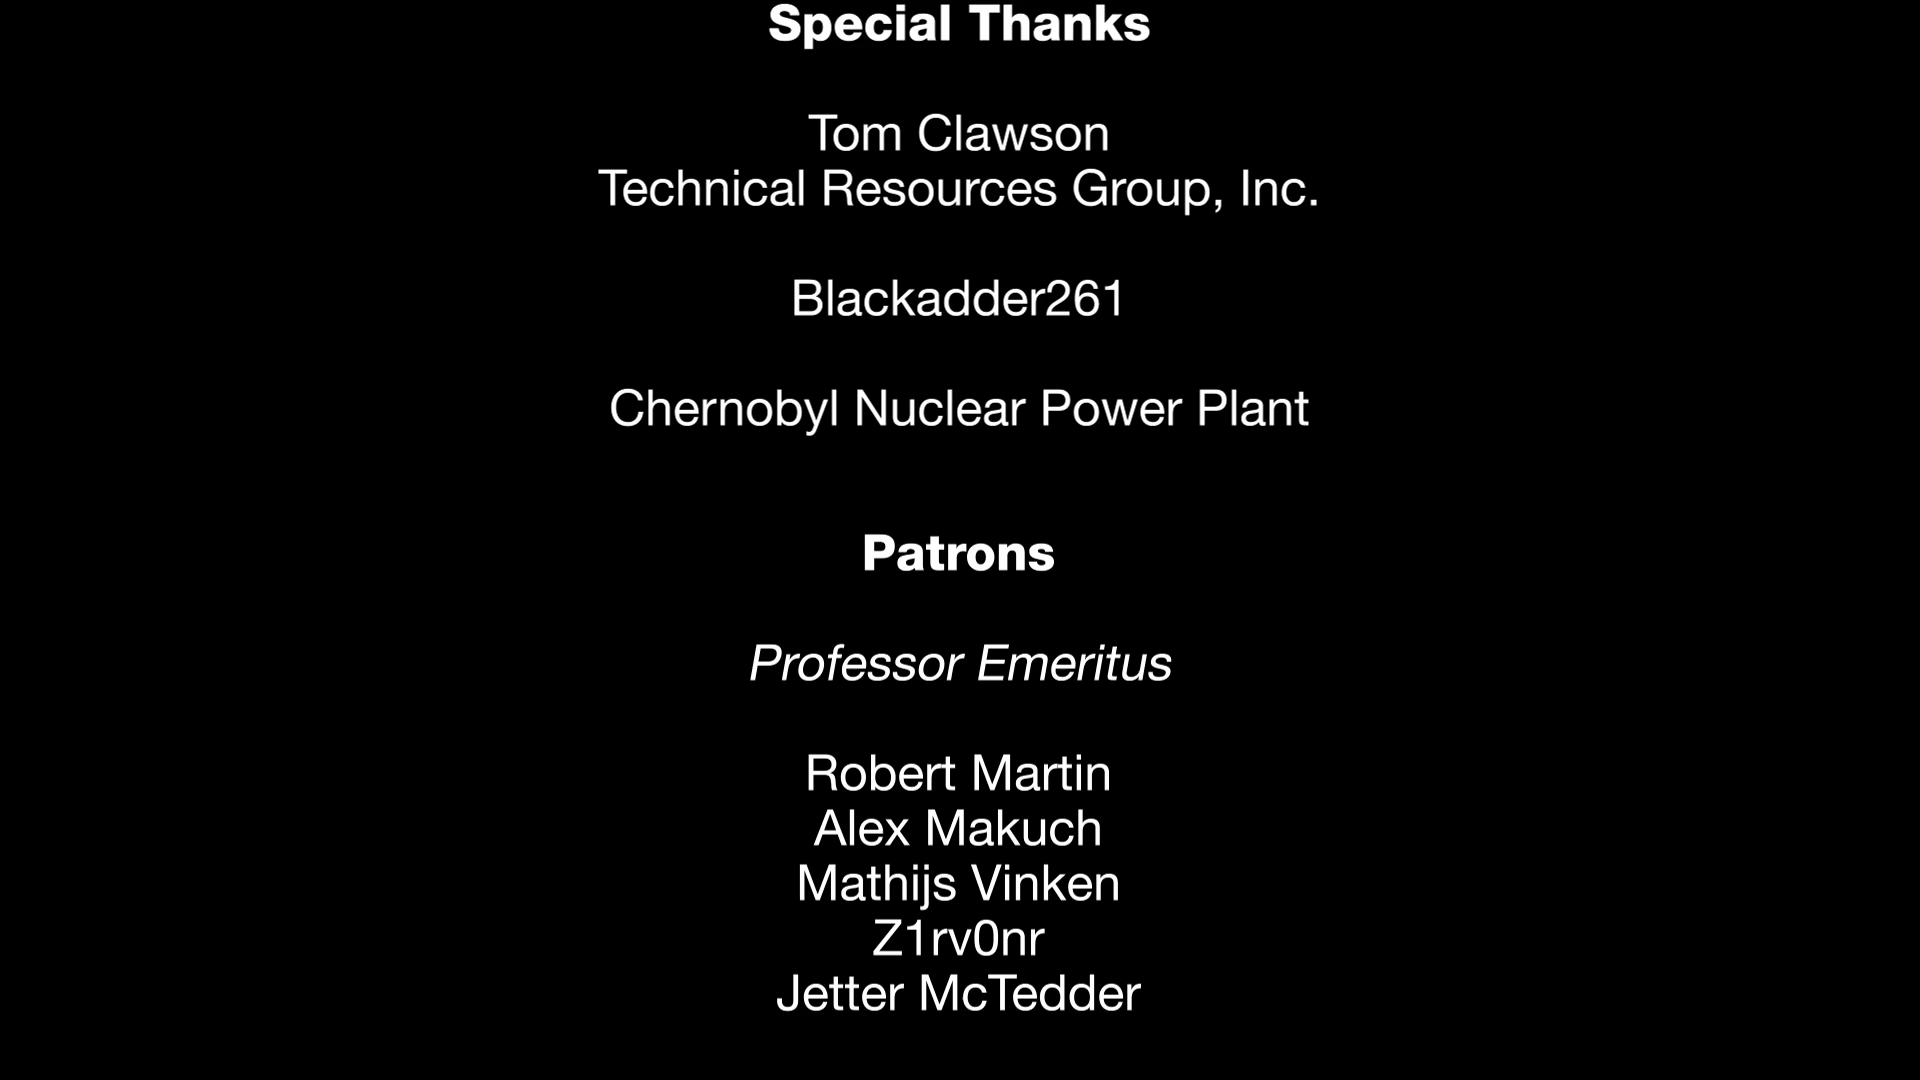 Special Thanks
Tom Clawson
Technical Resources Group, Inc.
Blackadder261
Chernobyl Nuclear Power Plant
Patrons
Professor Emeritus
Robert Martin
Alex Makuch
Mathijs Vinken
Z1rv0nr
Jetter McTedder